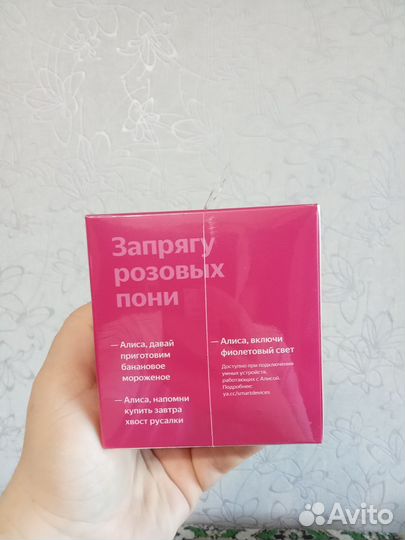 Запрягу
розовых
пони
— Алиса, давай
приготовим
банановое
мороженое
— Алиса, напомни
купить завтра
хвост русалки
— Алиса, включи
фиолетовый свет
Доступно при подключении
умных устройств,
работающих с Алисой.
Подробнее:
ya.cc/smartdevices
Avito